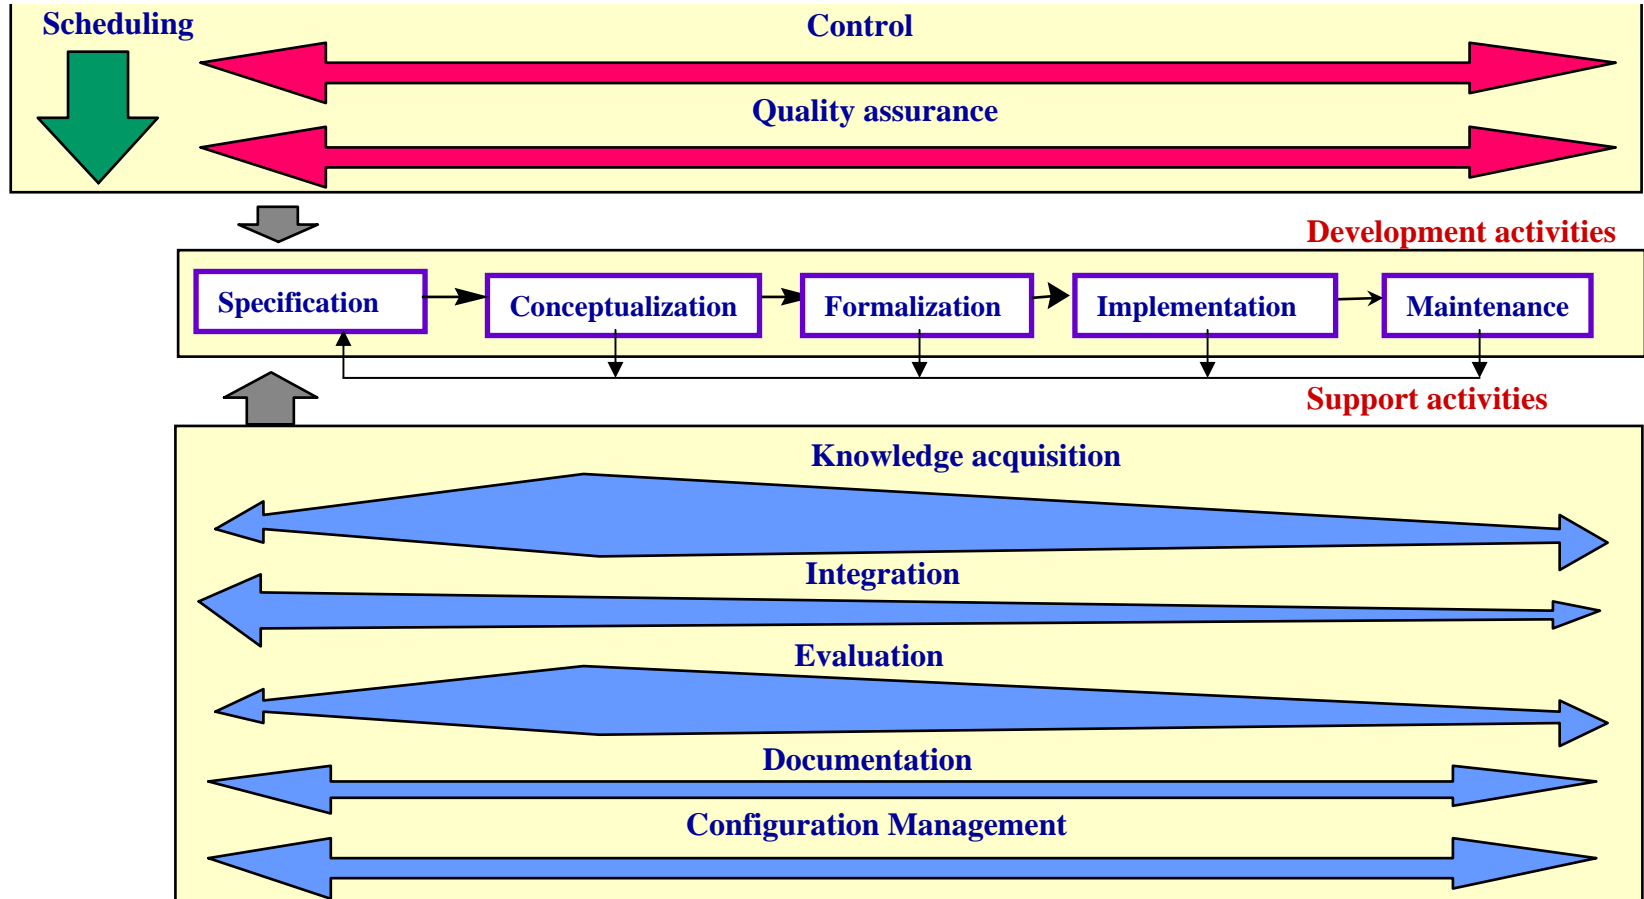 Scheduling
Control
Quality assurance
Development activities
Specification
Conceptualization
Formalization
Implementation
Maintenance
Support activities
Knowledge acquisition
Integration
Evaluation
Documentation
Configuration Management